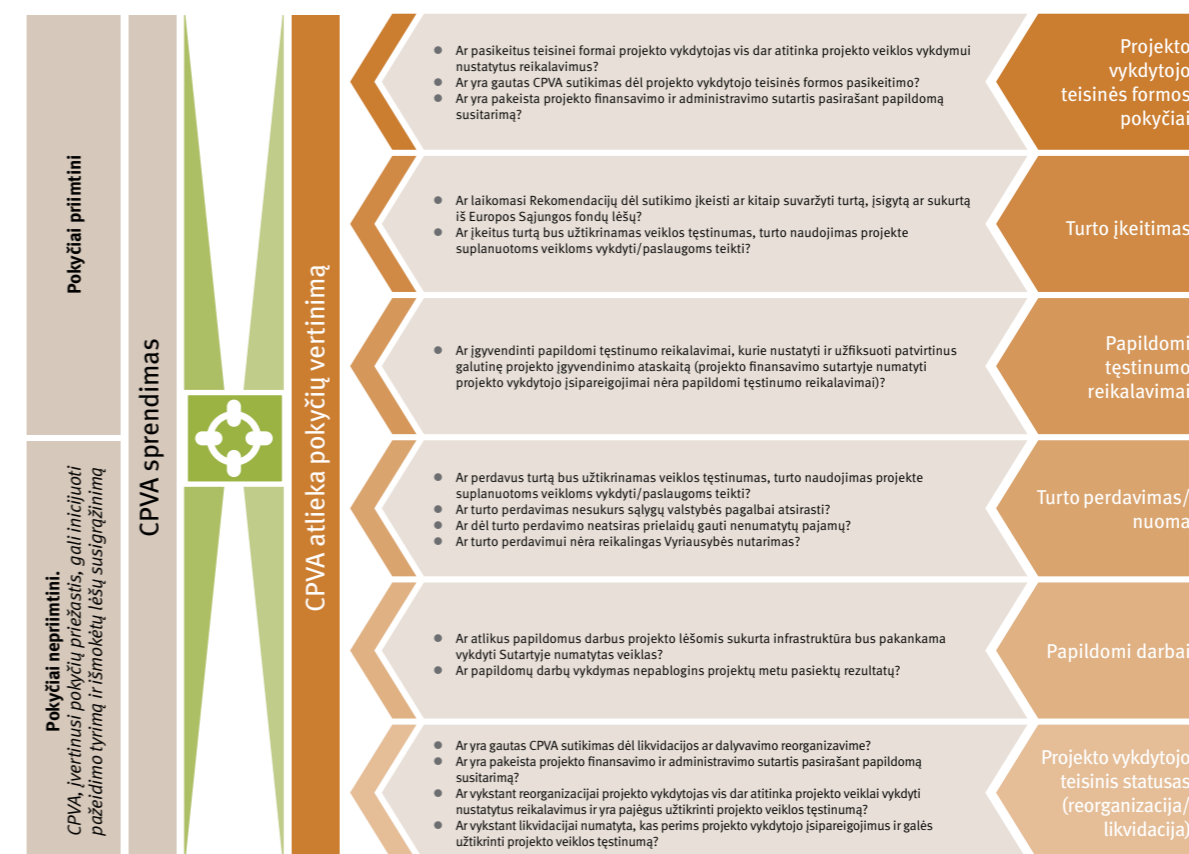 Pokyčiai priimtini
Pokyčiai nepriimtini.
CPVA, įvertinusi pokyčių priežastis, gali inicijuoti
pažeidimo tyrimą ir išmokėtų lėšų susigrąžinimą
CPVA sprendimas
CPVA atlieka pokyčių vertinimą
● Ar pasikeitus teisinei formai projekto vykdytojas vis dar atitinka projekto veiklos vykdymui
nustatytus reikalavimus?
● Ar yra gautas CPVA sutikimas dėl projekto vykdytojo teisinės formos pasikeitimo?
● Ar yra pakeista projekto finansavimo ir administravimo sutartis pasirašant papildomą
susitarimą?
Projekto
vykdytojo
teisinės formos
pokyčiai
● Ar laikomasi Rekomendacijų dėl sutikimo įkeisti ar kitaip suvaržyti turtą, įsigytą ar sukurtą
iš Europos Sąjungos fondų lėšų?
● Ar įkeitus turtą bus užtikrinamas veiklos tęstinumas, turto naudojimas projekte
suplanuotoms veikloms vykdyti/paslaugoms teikti?
Turto įkeitimas
● Ar įgyvendinti papildomi tęstinumo reikalavimai, kurie nustatyti ir užfiksuoti patvirtinus
galutinę projekto įgyvendinimo ataskaitą (projekto finansavimo sutartyje numatyti
projekto vykdytojo įsipareigojimai nėra papildomi tęstinumo reikalavimai)?
Papildomi
tęstinumo
reikalavimai
● Ar perdavus turtą bus užtikrinamas veiklos tęstinumas, turto naudojimas projekte
suplanuotoms veikloms vykdyti/paslaugoms teikti?
● Ar turto perdavimas nesukurs sąlygų valstybės pagalbai atsirasti?
● Ar dėl turto perdavimo neatsiras prielaidų gauti nenumatytų pajamų?
● Ar turto perdavimui nėra reikalingas Vyriausybės nutarimas?
Turto perdavimas/
nuoma
● Ar atlikus papildomus darbus projekto lėšomis sukurta infrastruktūra bus pakankama
vykdyti Sutartyje numatytas veiklas?
● Ar papildomų darbų vykdymas nepablogins projektų metu pasiektų rezultatų?
Papildomi darbai
● Ar yra gautas CPVA sutikimas dėl likvidacijos ar dalyvavimo reorganizavime?
● Ar yra pakeista projekto finansavimo ir administravimo sutartis pasirašant papildomą
susitarimą?
● Ar vykstant reorganizacijai projekto vykdytojas vis dar atitinka projekto veiklai vykdyti
nustatytus reikalavimus ir yra pajėgus užtikrinti projekto veiklos tęstinumą?
● Ar vykstant likvidacijai numatyta, kas perims projekto vykdytojo įsipareigojimus ir galės
užtikrinti projekto veiklos tęstinumą?
Projekto vykdytojo
teisinis statusas
(reorganizacija/
likvidacija)